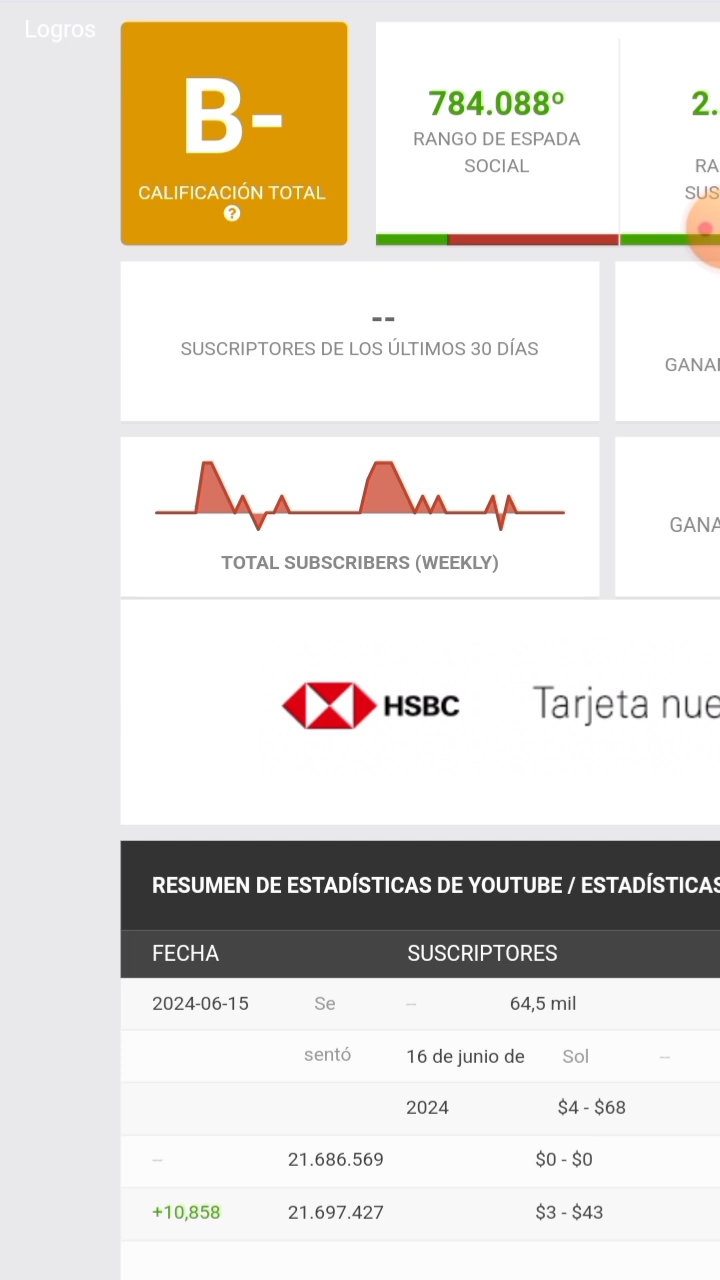 Logros
B-
CALIFICACIÓN TOTAL
?
784.088º
RANGO DE ESPADA
SOCIAL
2.
RA
SUS
--
SUSCRIPTORES DE LOS ÚLTIMOS 30 DÍAS
GANAN
TOTAL SUBSCRIBERS (WEEKLY)
GANA
HSBC
Tarjeta nue
RESUMEN DE ESTADÍSTICAS DE YOUTUBE / ESTADÍSTICAS
FECHA SUSCRIPTORES
2024-06-15 Se -- 64,5 mil
sentó 16 de junio de Sol --
2024 $4 - $68
-- 21.686.569 $0 - $0
+10,858 21.697.427 $3 - $43